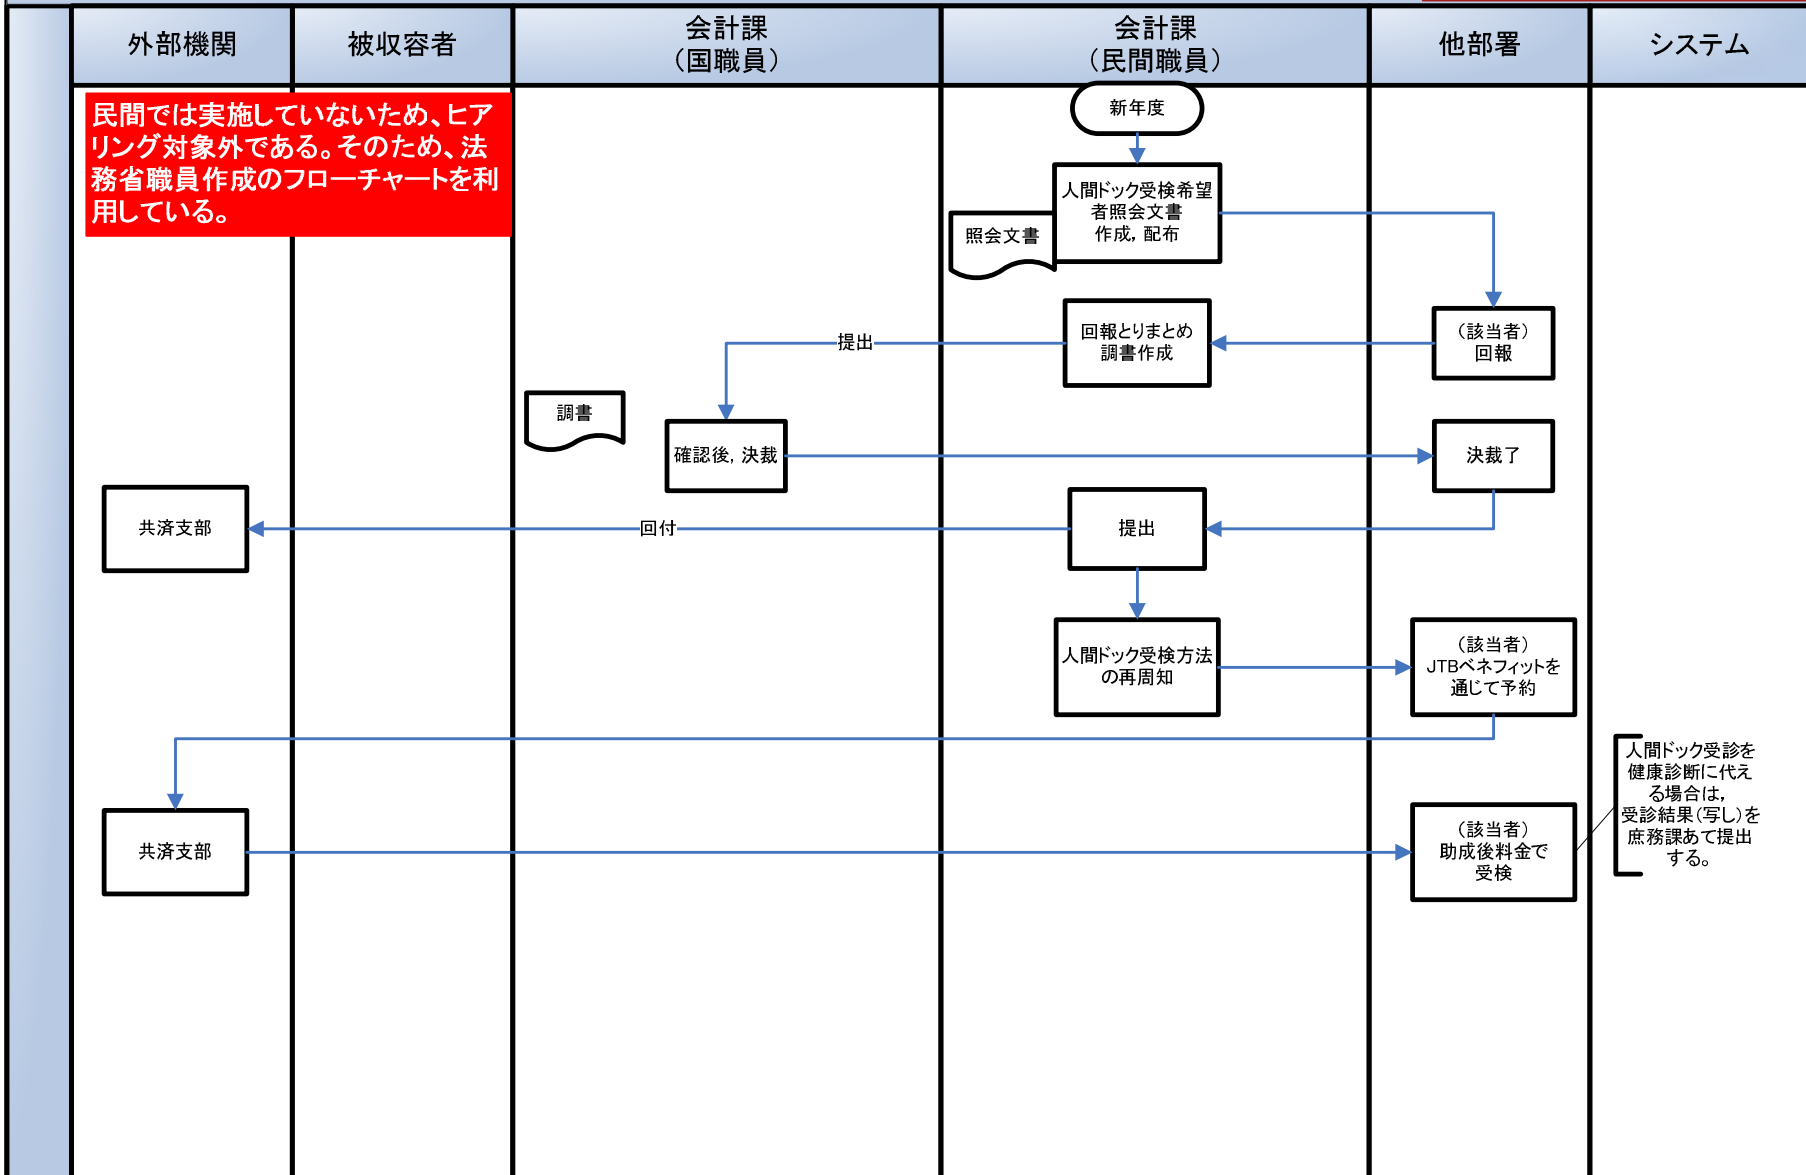 外部機関
被収容者
会計課
（国職員）
会計課
（民間職員）
他部署
システム
民間では実施していないため、ヒア
リング対象外である。そのため、法
務省職員作成のフローチャートを利
用している。
新年度
人間ドック受検希望
者照会文書
作成，配布
照会文書
（該当者）
回報
回報とりまとめ
調書作成
提出
調書
確認後，決裁
決裁了
提出
回付
共済支部
人間ドック受検方法
の再周知
（該当者）
JTBベネフィットを
通じて予約
共済支部
（該当者）
助成後料金で
受検
人間ドック受診を
健康診断に代え
る場合は，
受診結果（写し）を
庶務課あて提出
する。